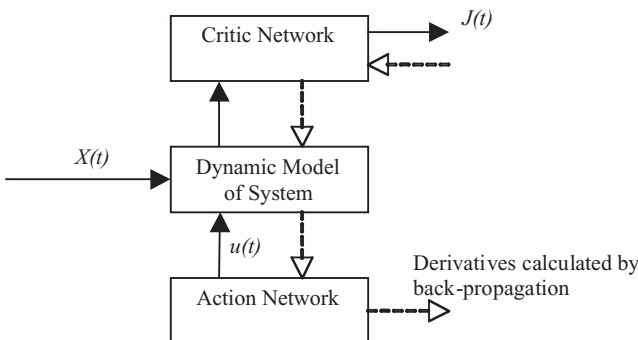 Critic Network
J(t)
X(t)
Dynamic Model
of System
u(t)
Derivatives calculated by
back-propagation
Action Network